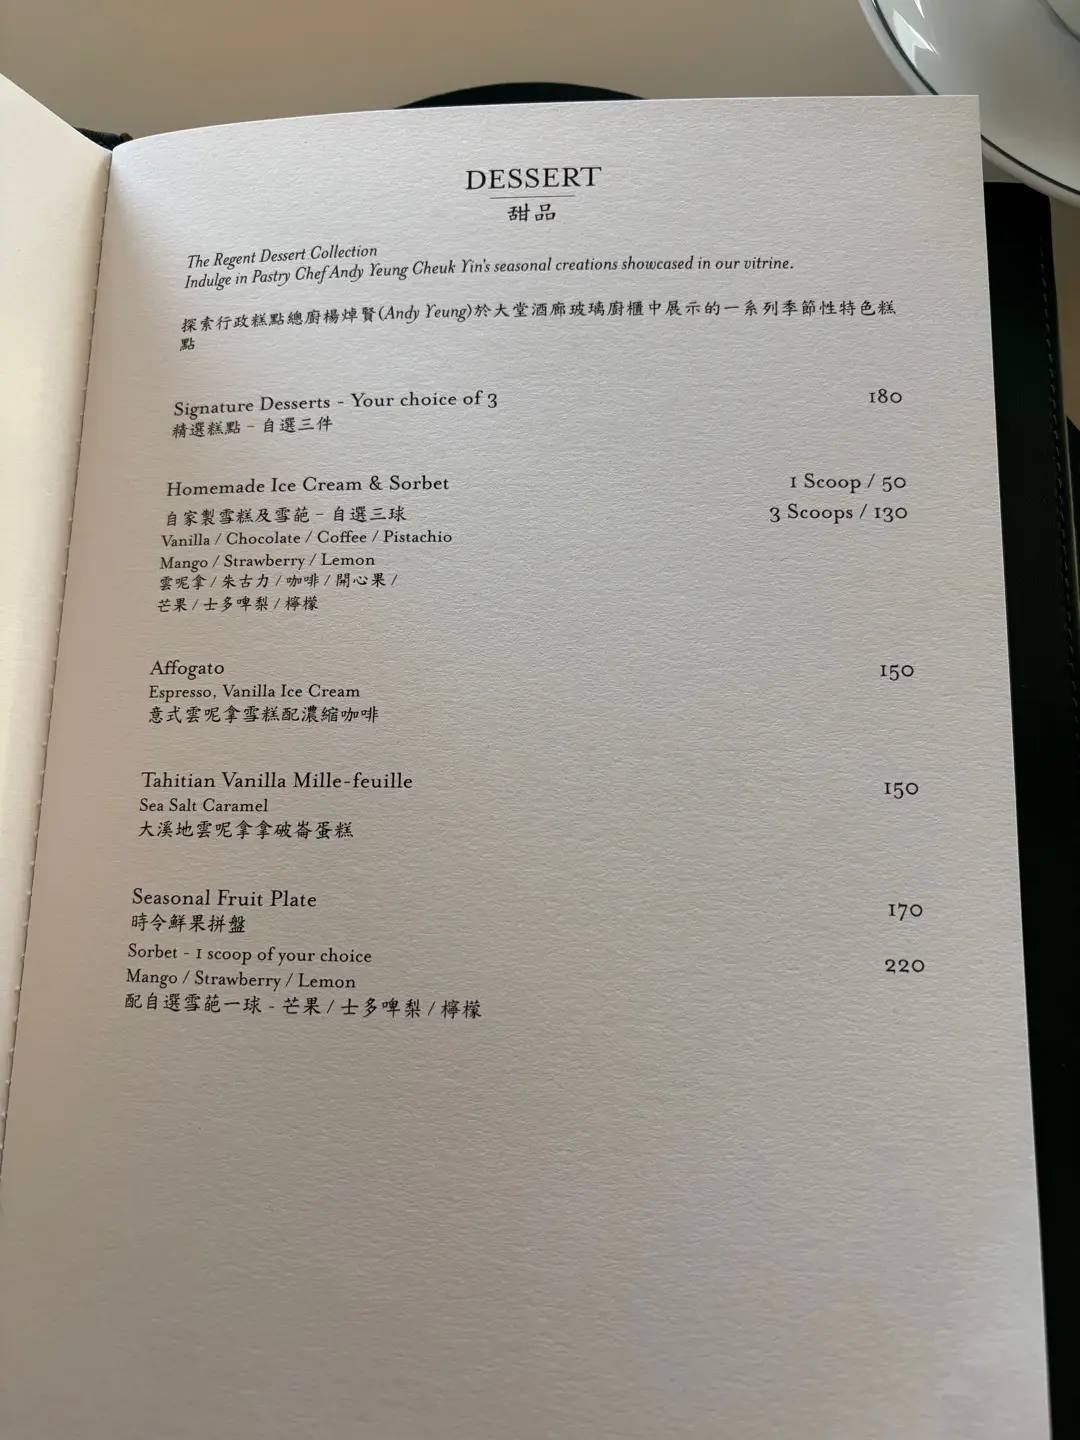 DESSERT
甜品
The Regent Dessert Collection
Indulge in Pastry Chef Andy Yeung Cheuk Yin's seasonal creations showcased in our vitrine.
探索行政糕點總廚楊焯賢(Andy Yeung)於大堂酒廊玻璃廚櫃中展示的一系列季節性特色糕
點
Signature Desserts - Your choice of 3 180
精選糕點 - 自選三件
Homemade Ice Cream & Sorbet 1 Scoop / 50
自家製雪糕及雪葩 - 自選三球 3 Scoops / 130
Vanilla / Chocolate / Coffee / Pistachio
Mango / Strawberry / Lemon
雲呢拿 / 朱古力 / 咖啡 / 開心果 /
芒果 / 士多啤梨 / 檸檬
Affogato 150
Espresso, Vanilla Ice Cream
意式雲呢拿雪糕配濃縮咖啡
Tahitian Vanilla Mille-feuille 150
Sea Salt Caramel
大溪地雲呢拿拿破崙蛋糕
Seasonal Fruit Plate 170
時令鮮果拼盤
Sorbet - 1 scoop of your choice 220
Mango / Strawberry / Lemon
配自選雪葩一球 - 芒果 / 士多啤梨 / 檸檬